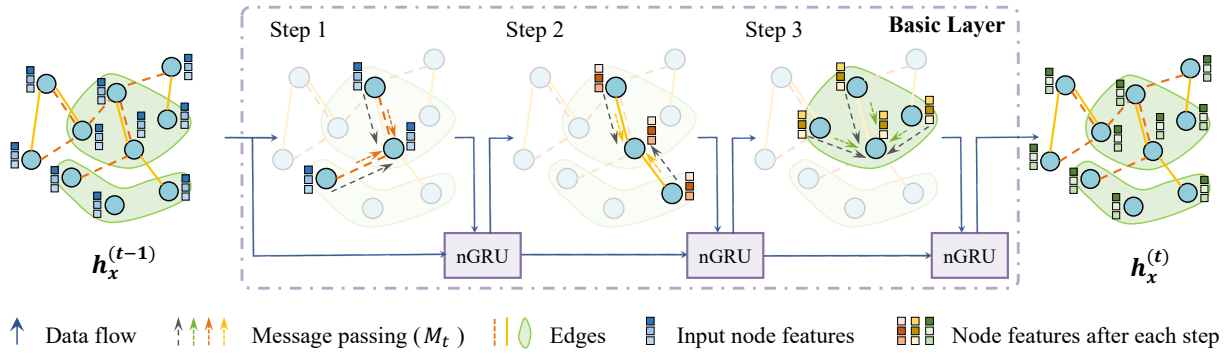 Step 1
Step 2
Step 3
Basic Layer
nGRU
nGRU
nGRU
h_x^{(t-1)}
h_x^{(t)}
Data flow
Message passing (M_t)
Edges
Input node features
Node features after each step